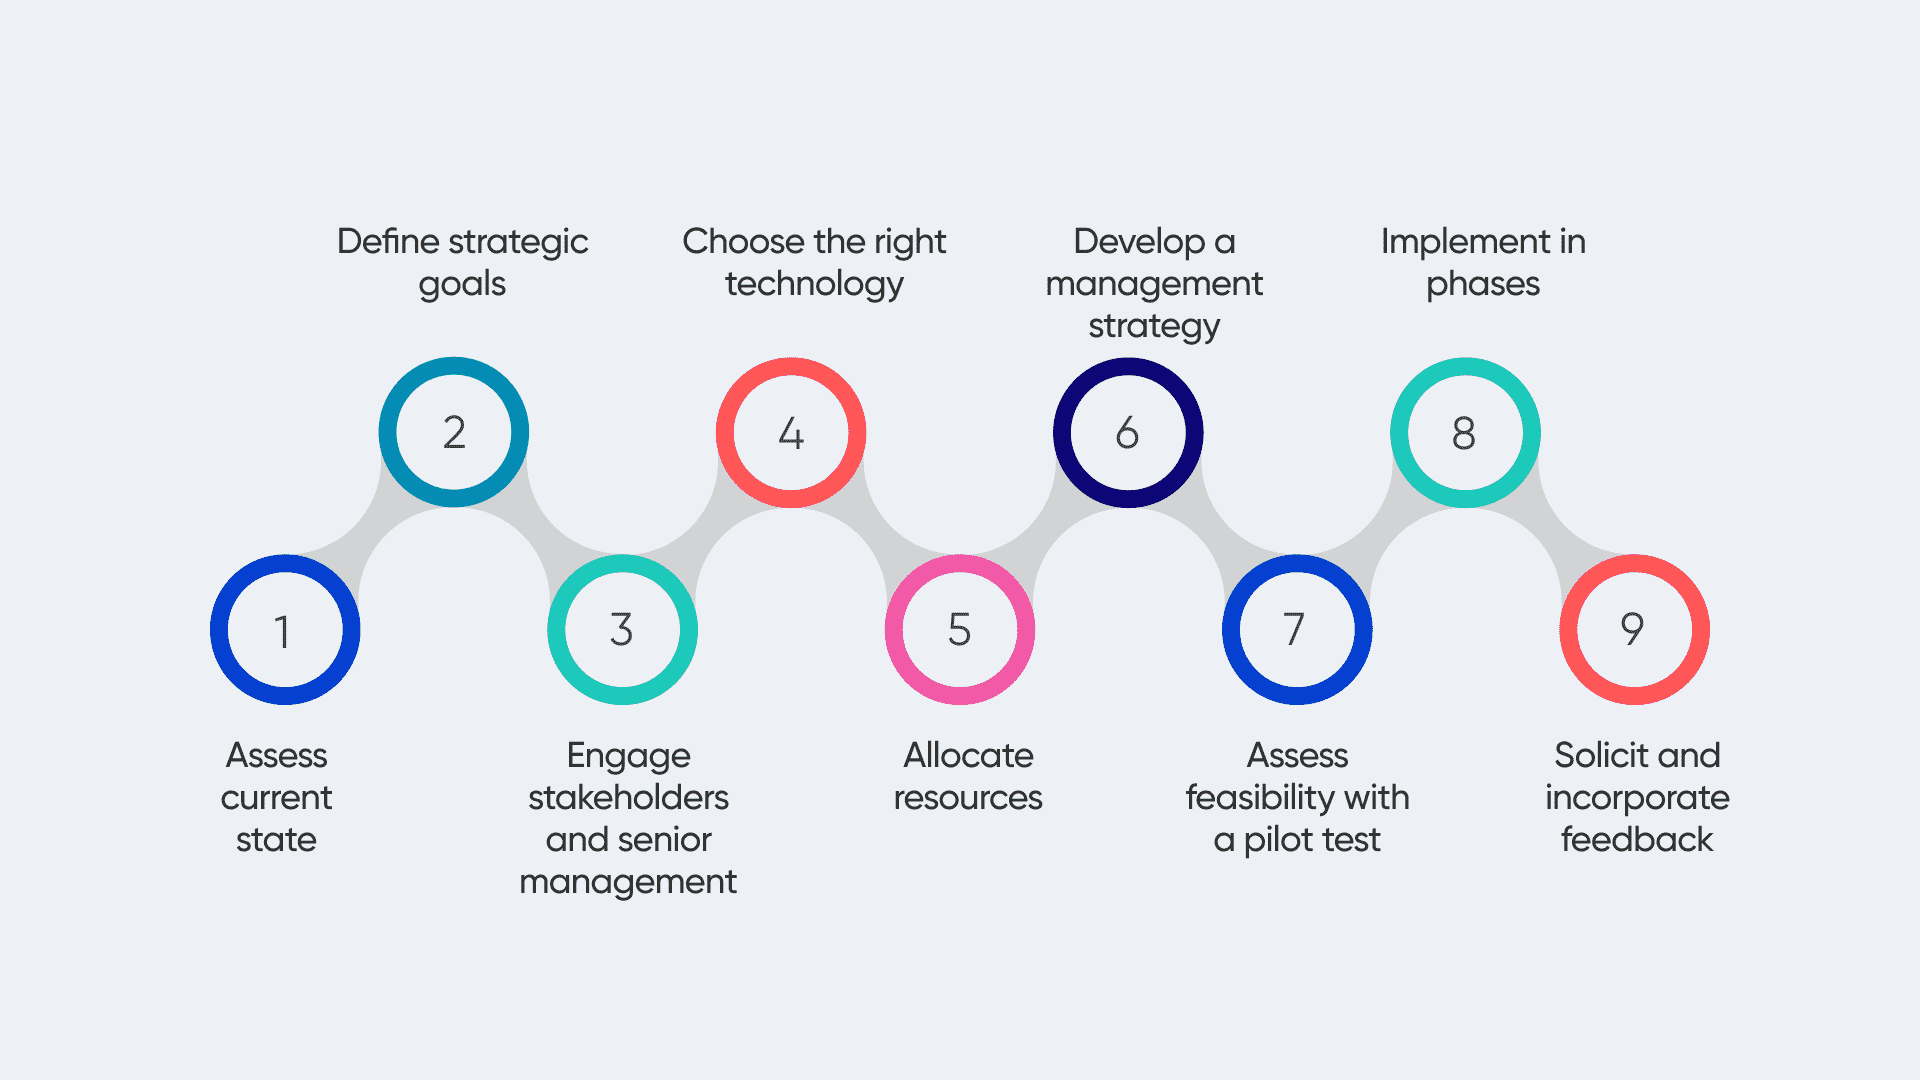 1
Assess
current
state
2
Define strategic
goals
3
Engage
stakeholders
and senior
management
4
Choose the right
technology
5
Allocate
resources
6
Develop a
management
strategy
7
Assess
feasibility with
a pilot test
8
Implement in
phases
9
Solicit and
incorporate
feedback